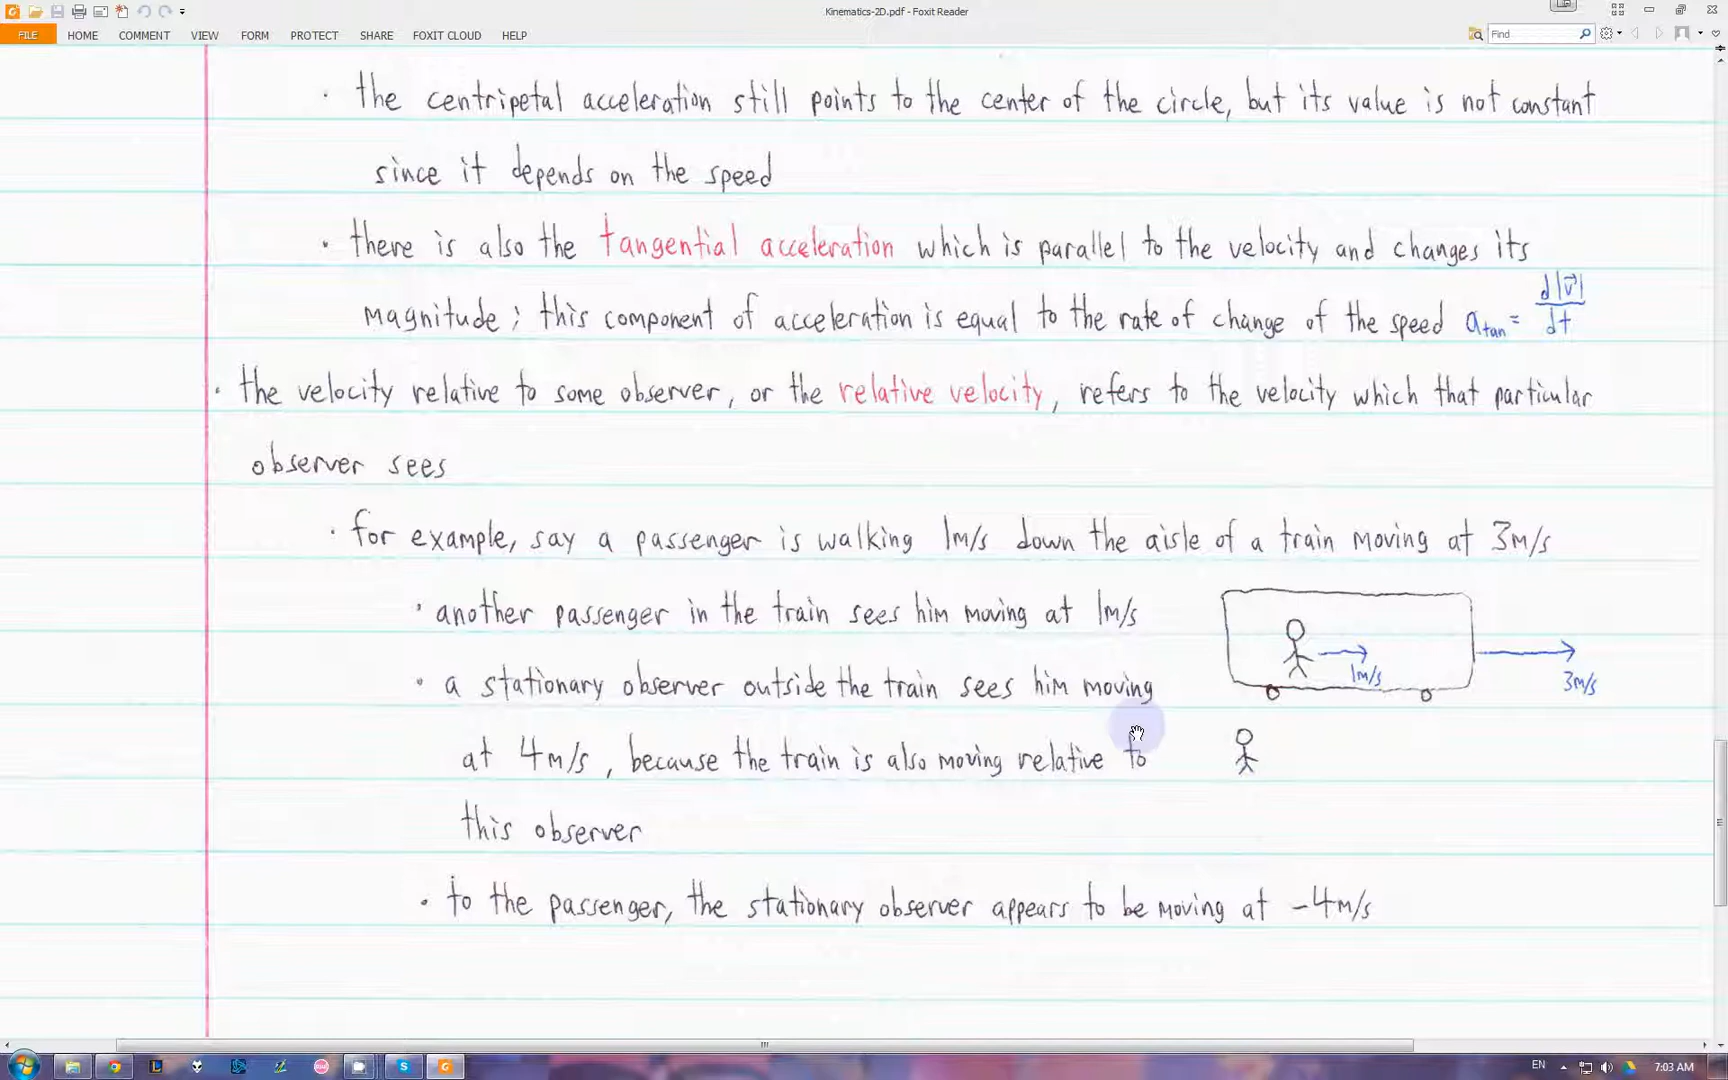 Kinematics-2D.pdf - Foxit Reader
FILE HOME COMMENT VIEW FORM PROTECT SHARE FOXIT CLOUD HELP Find
• the centripetal acceleration still points to the center of the circle, but its value is not constant
since it depends on the speed
• there is also the tangential acceleration which is parallel to the velocity and changes its
magnitude; this component of acceleration is equal to the rate of change of the speed a_tan = d|v⃗|/dt
• the velocity relative to some observer, or the relative velocity, refers to the velocity which that particular
observer sees
• for example, say a passenger is walking 1m/s down the aisle of a train moving at 3m/s
• another passenger in the train sees him moving at 1m/s
• a stationary observer outside the train sees him moving
1m/s
3m/s
at 4m/s, because the train is also moving relative to
this observer
• to the passenger, the stationary observer appears to be moving at -4m/s
EN 7:03 AM